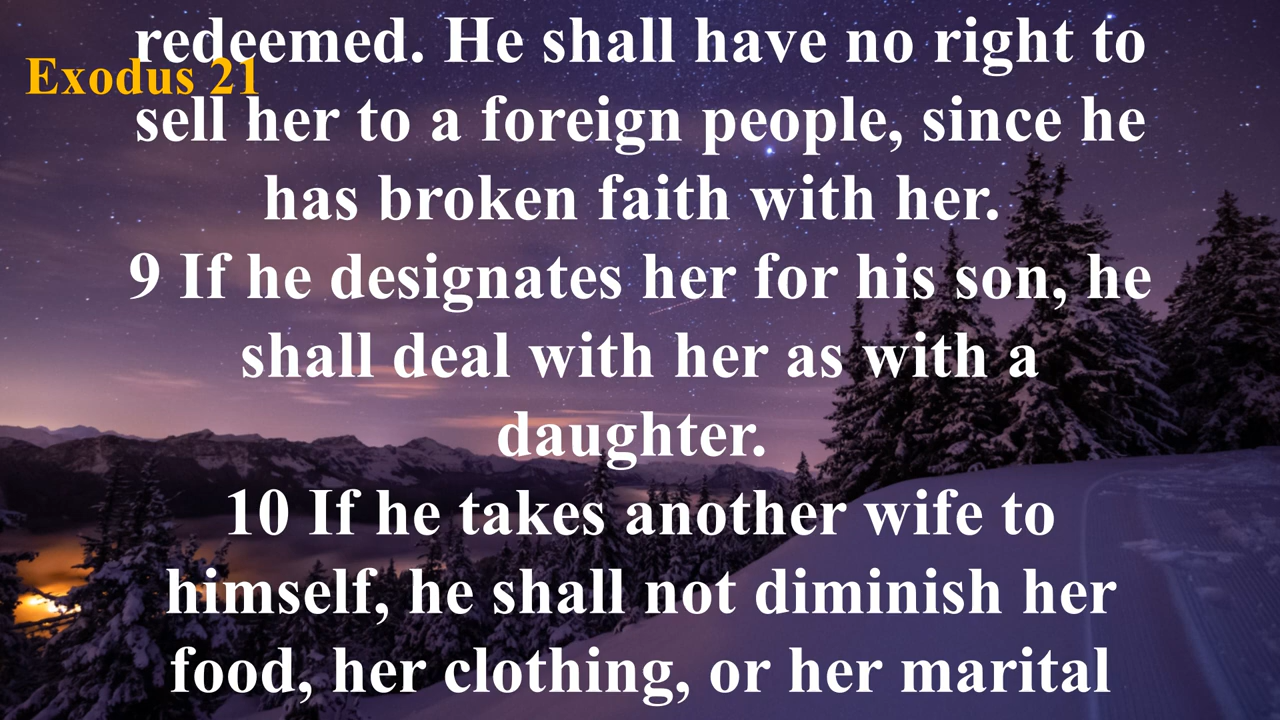 redeemed. He shall have no right to
Exodus 21
sell her to a foreign people, since he
has broken faith with her.
9 If he designates her for his son, he
shall deal with her as with a
daughter.
10 If he takes another wife to
himself, he shall not diminish her
food, her clothing, or her marital